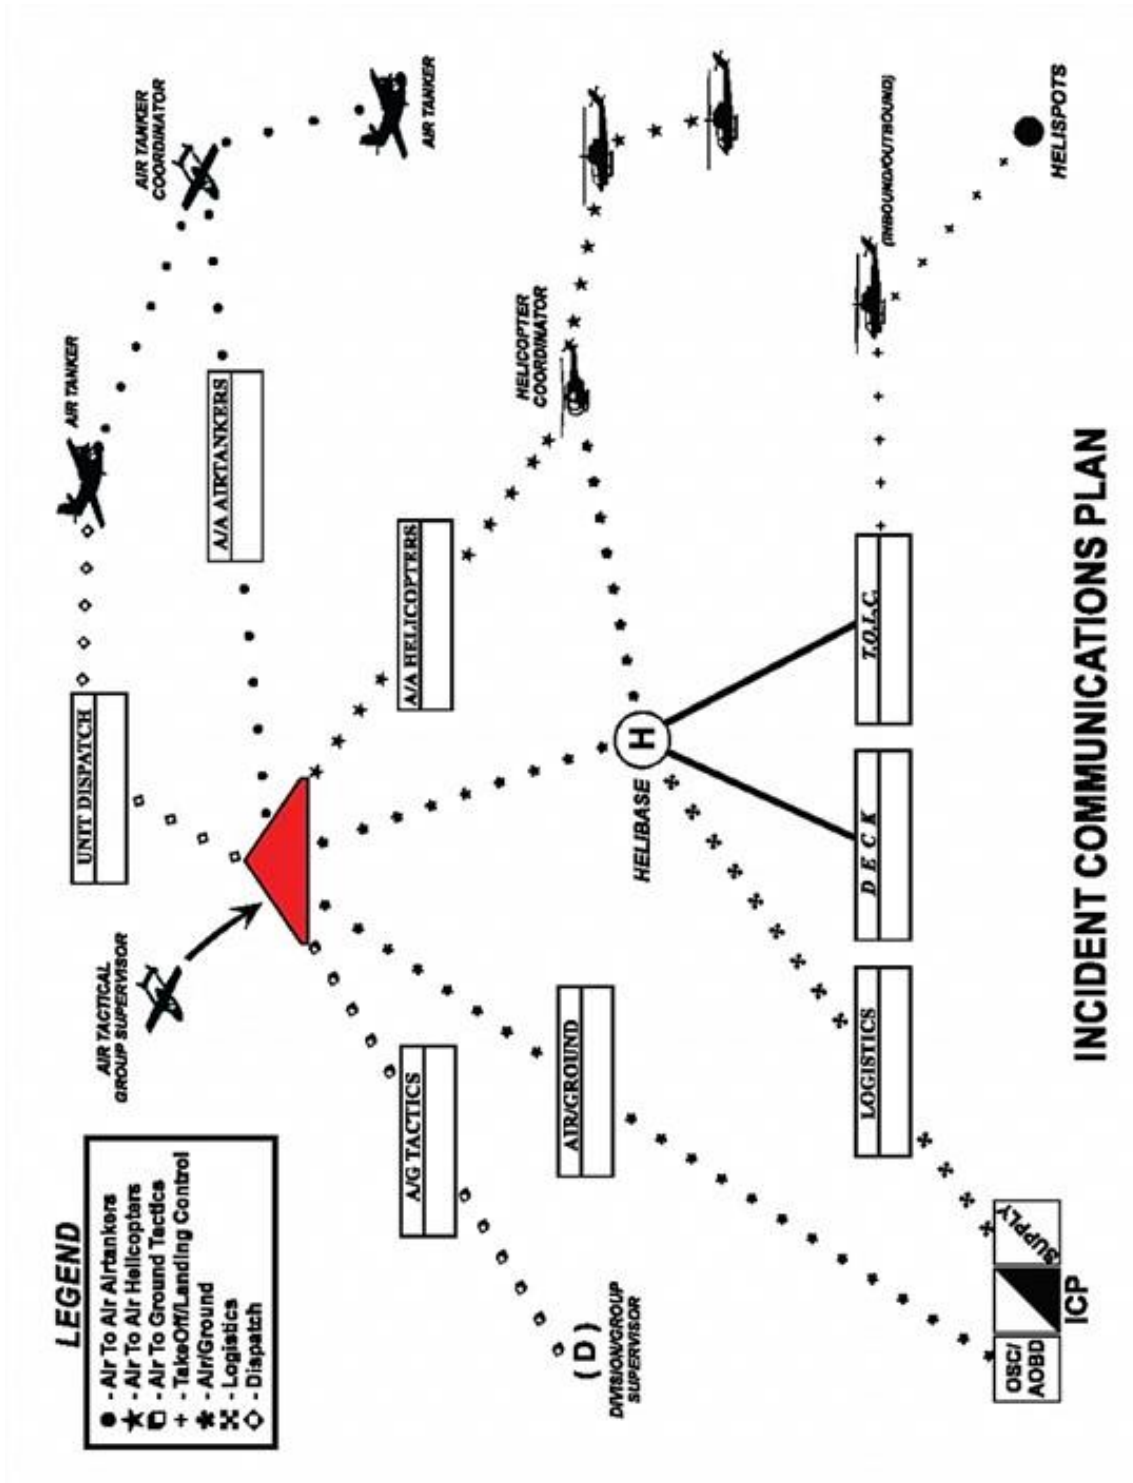 LEGEND
● - Air To Air Airtankers
★ - Air To Air Helicopters
❑ - Air To Ground Tactics
+ - TakeOff/Landing Control
* - Air/Ground
⌘ - Logistics
◇ - Dispatch
AIR TACTICAL
GROUP SUPERVISOR
UNIT DISPATCH
AIR TANKER
AIR TANKER
COORDINATOR
A/A AIRTANKERS
AIR TANKER
A/G TACTICS
A/A HELICOPTERS
HELICOPTER
COORDINATOR
(D)
DIVISION/GROUP
SUPERVISOR
AIR/GROUND
HELIBASE
H
LOGISTICS
DECK
T.O.L.C.
(INBOUND/OUTBOUND)
HELISPOTS
OSC/
AOBD
SUPPLY
ICP
INCIDENT COMMUNICATIONS PLAN